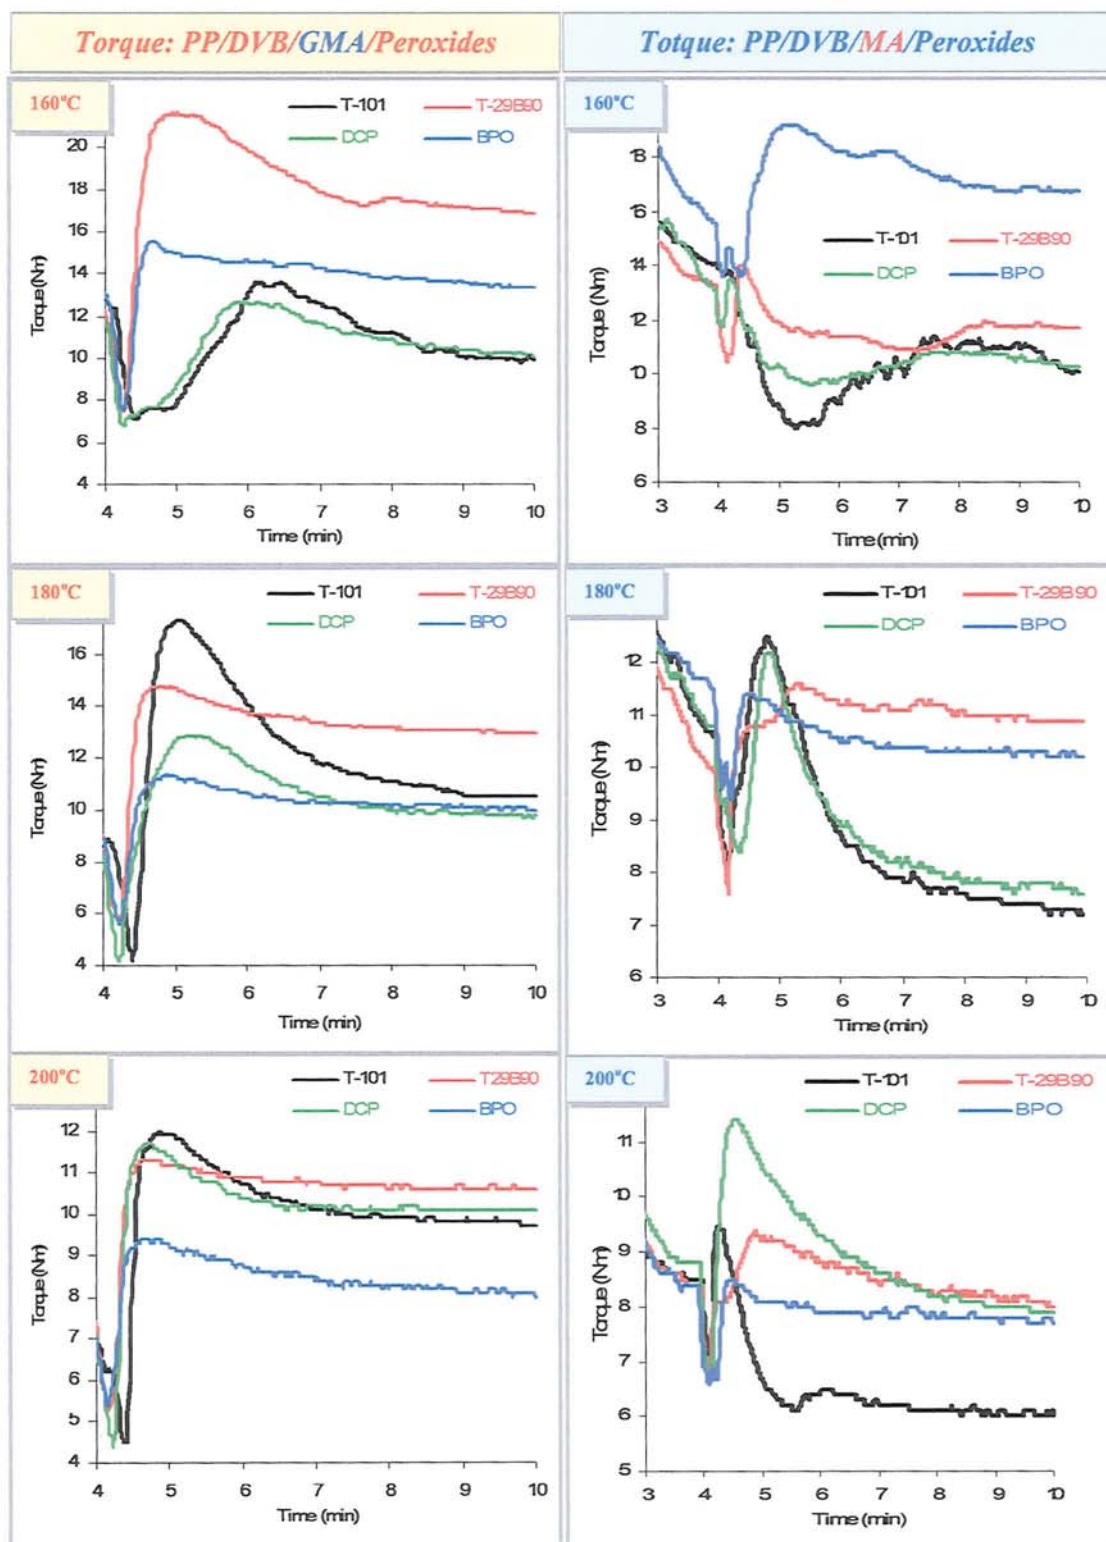 Torque: PP/DVB/GMA/Peroxides
Totque: PP/DVB/MA/Peroxides
160°C
T-101
T-29B90
DCP
BPO
20
18
16
14
12
10
8
6
4
Torque (Nm)
4 5 6 7 8 9 10
Time (min)
160°C
T-101
T-29B90
DCP
BPO
18
16
14
12
10
8
6
Torque (Nm)
3 4 5 6 7 8 9 10
Time (min)
180°C
T-101
T-29B90
DCP
BPO
16
14
12
10
8
6
4
Torque (Nm)
4 5 6 7 8 9 10
Time (min)
180°C
T-101
T-29B90
DCP
BPO
12
11
10
9
8
7
6
Torque (Nm)
3 4 5 6 7 8 9 10
Time (min)
200°C
T-101
T29B90
DCP
BPO
12
11
10
9
8
7
6
5
4
Torque (Nm)
4 5 6 7 8 9 10
Time (min)
200°C
T-101
T-29B90
DCP
BPO
11
10
9
8
7
6
5
Torque (Nm)
3 4 5 6 7 8 9 10
Time (min)